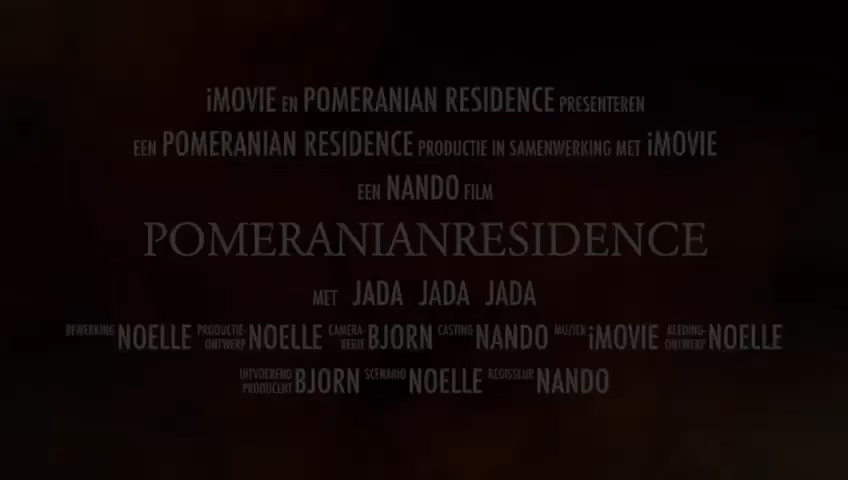 iMOVIE EN POMERANIAN RESIDENCE PRESENTEREN
EEN POMERANIAN RESIDENCE PRODUCTIE IN SAMENWERKING MET iMOVIE
EEN NANDO FILM
POMERANIANRESIDENCE
MET JADA JADA JADA
BEWERKING NOELLE PRODUCTIE-ONTWERP NOELLE CAMERA-REGIE BJORN CASTING NANDO MUZIEK iMOVIE KLEDING-ONTWERP NOELLE
UITVOEREND PRODUCENT BJORN SCENARIO NOELLE REGISSEUR NANDO